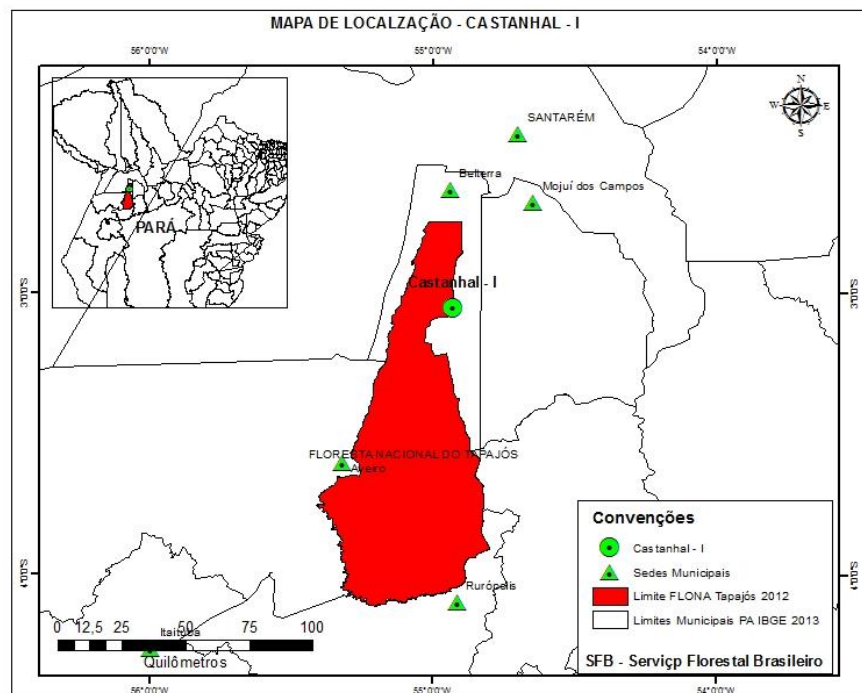 MAPA DE LOCALZAÇÃO - CASTANHAL - I
56°0'0"W 55°0'0"W 54°0'0"W
N
W E
S
SANTARÉM
Belterra
Mojuí dos Campos
PARÁ
Castanhal - I
3°0'0"S 3°0'0"S
FLORESTA NACIONAL DO TAPAJÓS
Aveiro
Convenções
Castanhal - I
Sedes Municipais
Limite FLONA Tapajós 2012
Limites Municipais PA IBGE 2013
SFB - Serviçp Florestal Brasileiro
4°0'0"S 4°0'0"S
Rurópolis
Itaituba
0 12,5 25 50 75 100
Quilômetros
56°0'0"W 55°0'0"W 54°0'0"W